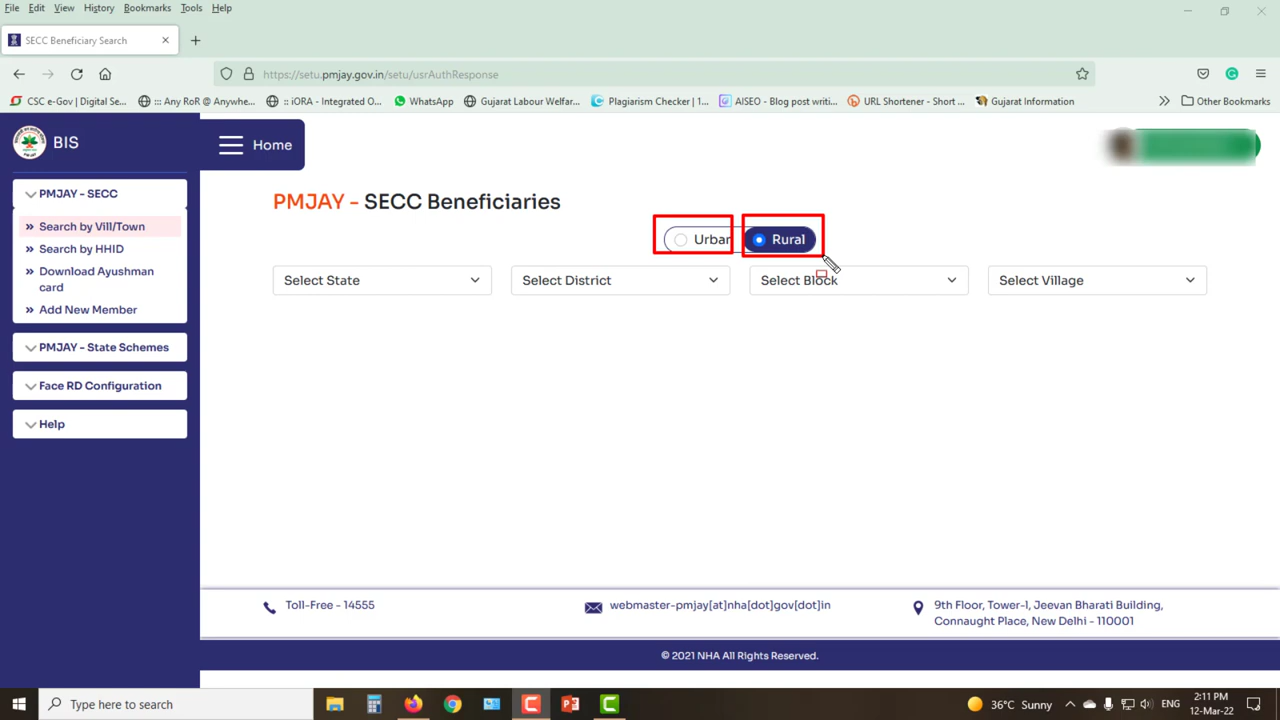 File Edit View History Bookmarks Tools Help
SECC Beneficiary Search
https://setu.pmjay.gov.in/setu/usrAuthResponse
CSC e-Gov | Digital Se... ::: Any RoR @ Anywhe... :: iORA - Integrated O... WhatsApp Gujarat Labour Welfar... Plagiarism Checker | 1... AISEO - Blog post writi... URL Shortener - Short ... Gujarat Information Other Bookmarks
BIS
Home
PMJAY - SECC
Search by Vill/Town
Search by HHID
Download Ayushman
card
Add New Member
PMJAY - State Schemes
Face RD Configuration
Help
PMJAY - SECC Beneficiaries
Urban Rural
Select State Select District Select Block Select Village
Toll-Free - 14555
webmaster-pmjay[at]nha[dot]gov[dot]in
9th Floor, Tower-l, Jeevan Bharati Building,
Connaught Place, New Delhi - 110001
© 2021 NHA All Rights Reserved.
Type here to search
36°C Sunny
ENG
2:11 PM
12-Mar-22